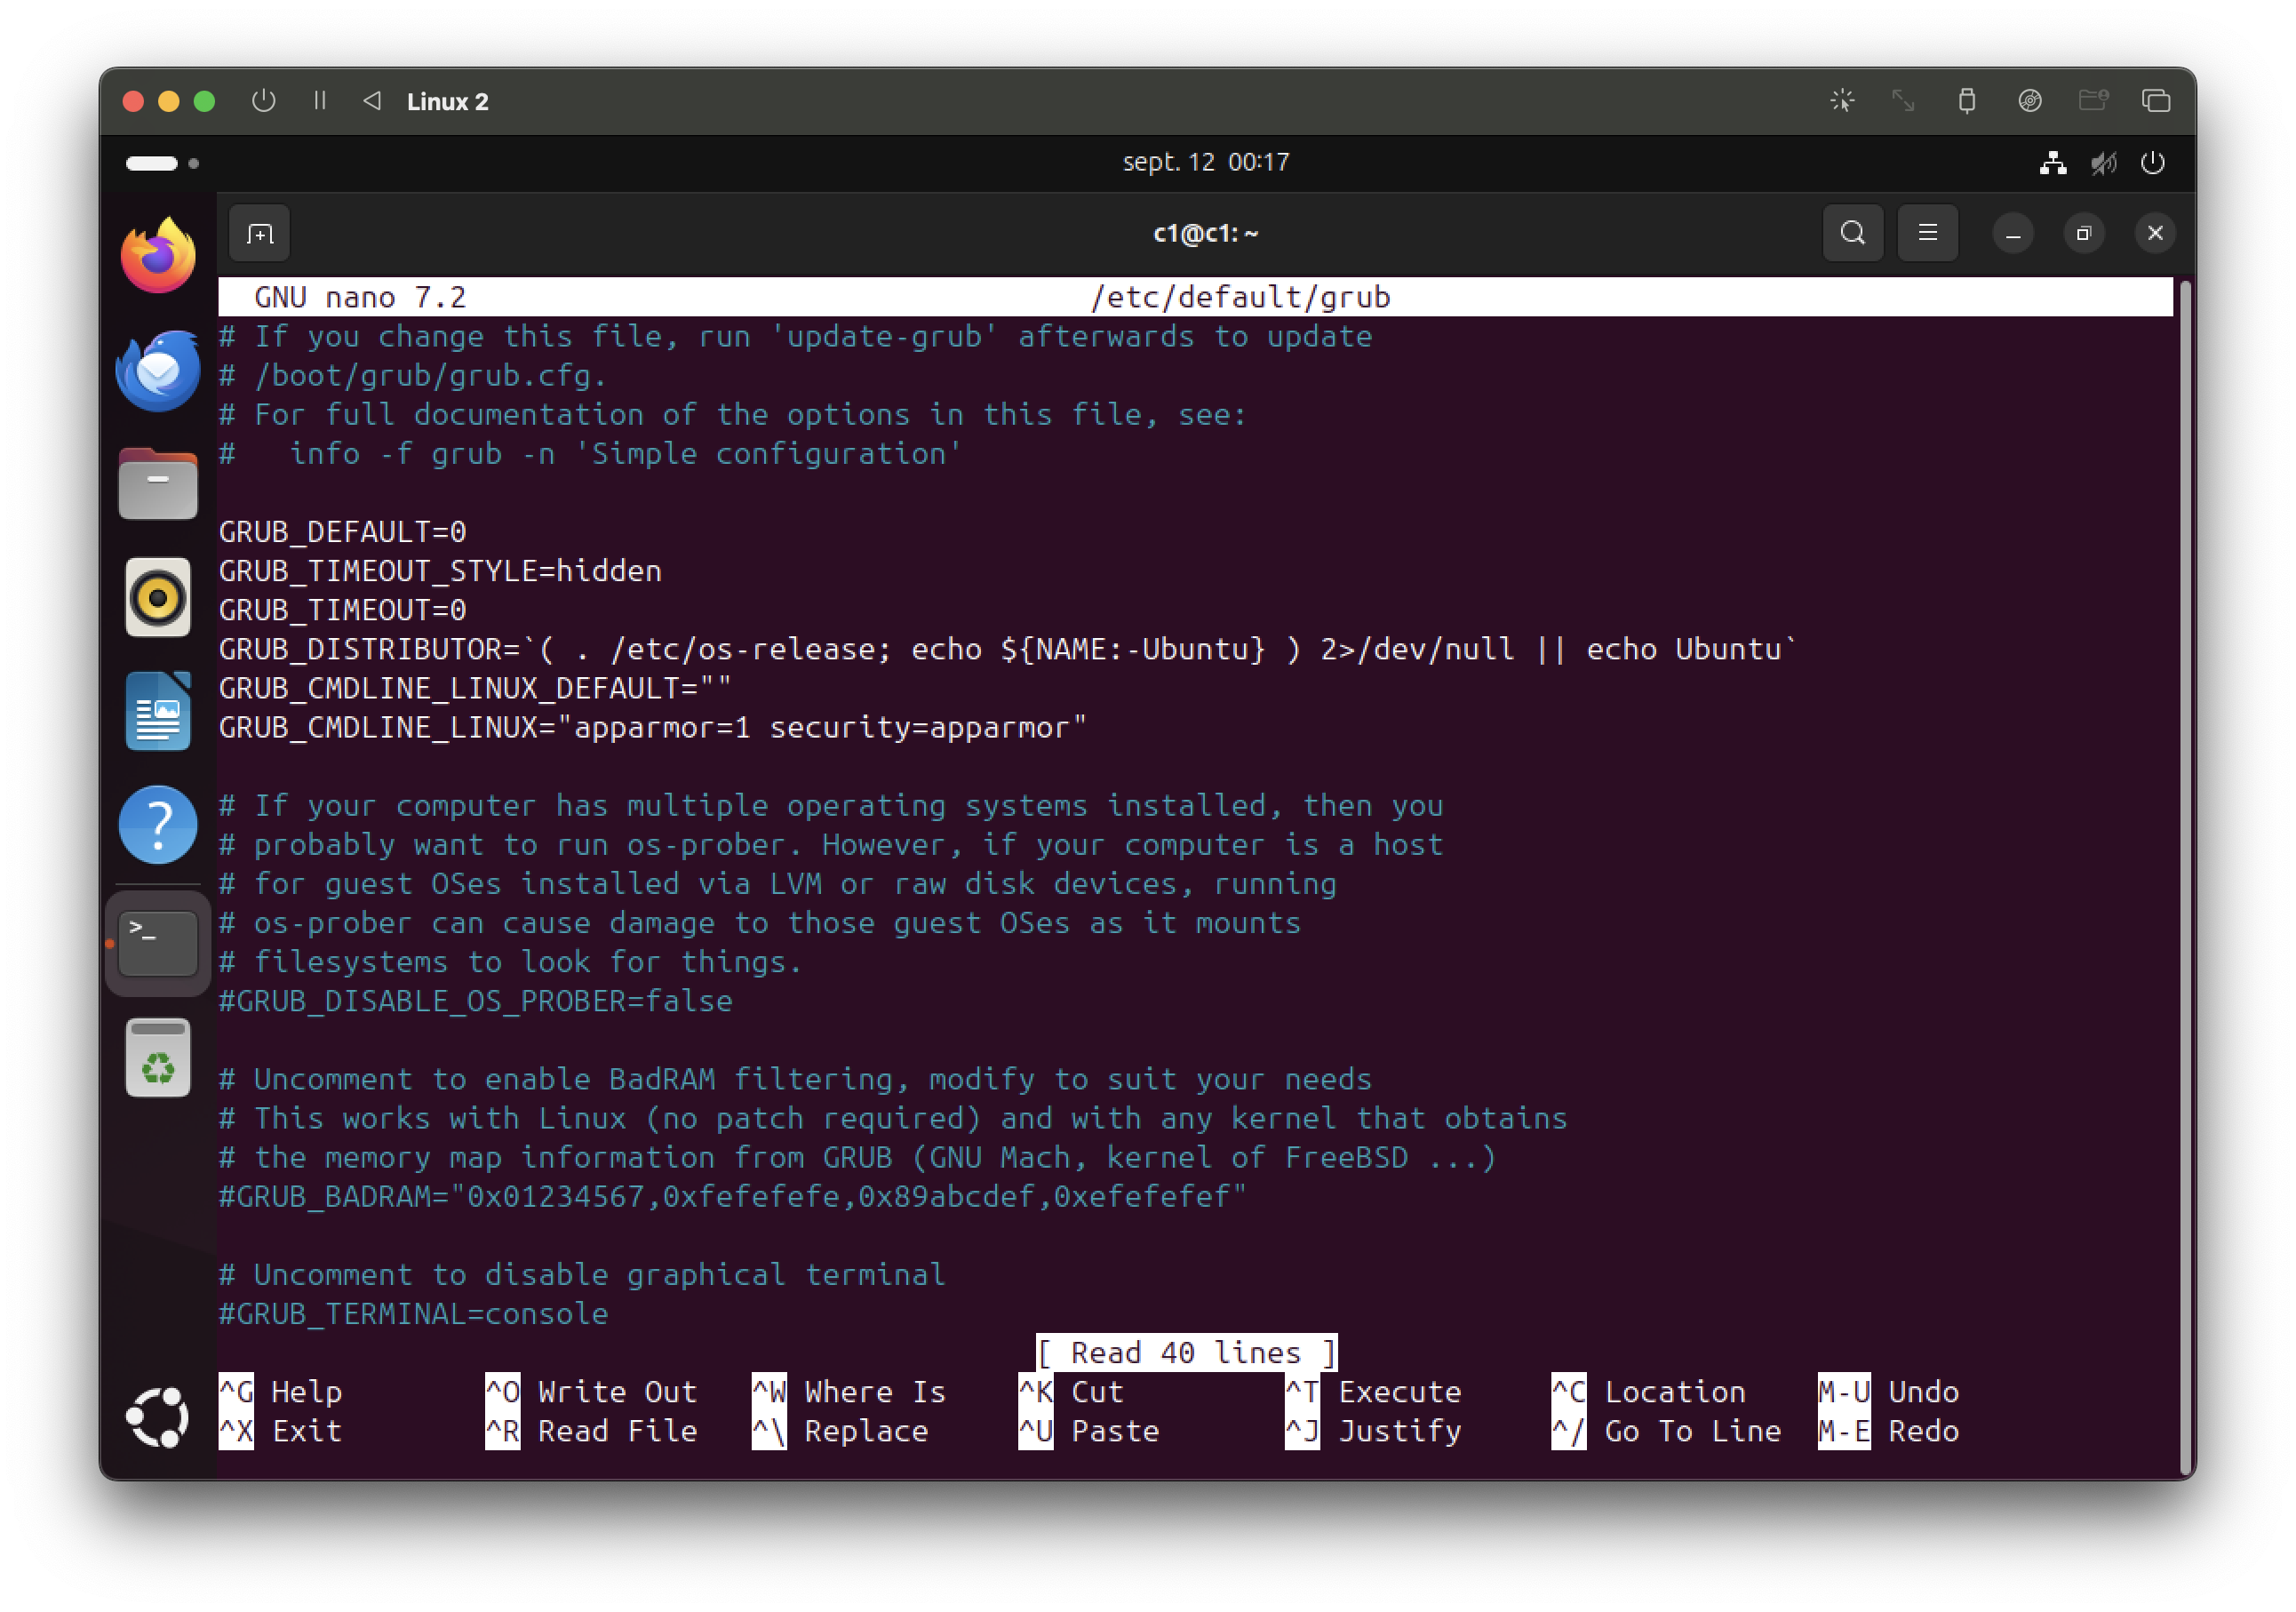 Linux 2
sept. 12 00:17
c1@c1: ~
GNU nano 7.2 /etc/default/grub
# If you change this file, run 'update-grub' afterwards to update
# /boot/grub/grub.cfg.
# For full documentation of the options in this file, see:
#   info -f grub -n 'Simple configuration'
GRUB_DEFAULT=0
GRUB_TIMEOUT_STYLE=hidden
GRUB_TIMEOUT=0
GRUB_DISTRIBUTOR=`( . /etc/os-release; echo ${NAME:-Ubuntu} ) 2>/dev/null || echo Ubuntu`
GRUB_CMDLINE_LINUX_DEFAULT=""
GRUB_CMDLINE_LINUX="apparmor=1 security=apparmor"
# If your computer has multiple operating systems installed, then you
# probably want to run os-prober. However, if your computer is a host
# for guest OSes installed via LVM or raw disk devices, running
# os-prober can cause damage to those guest OSes as it mounts
# filesystems to look for things.
#GRUB_DISABLE_OS_PROBER=false
# Uncomment to enable BadRAM filtering, modify to suit your needs
# This works with Linux (no patch required) and with any kernel that obtains
# the memory map information from GRUB (GNU Mach, kernel of FreeBSD ...)
#GRUB_BADRAM="0x01234567,0xfefefefe,0x89abcdef,0xefefefef"
# Uncomment to disable graphical terminal
#GRUB_TERMINAL=console
[ Read 40 lines ]
^G Help ^O Write Out ^W Where Is ^K Cut ^T Execute ^C Location M-U Undo
^X Exit ^R Read File ^\ Replace ^U Paste ^J Justify ^/ Go To Line M-E Redo